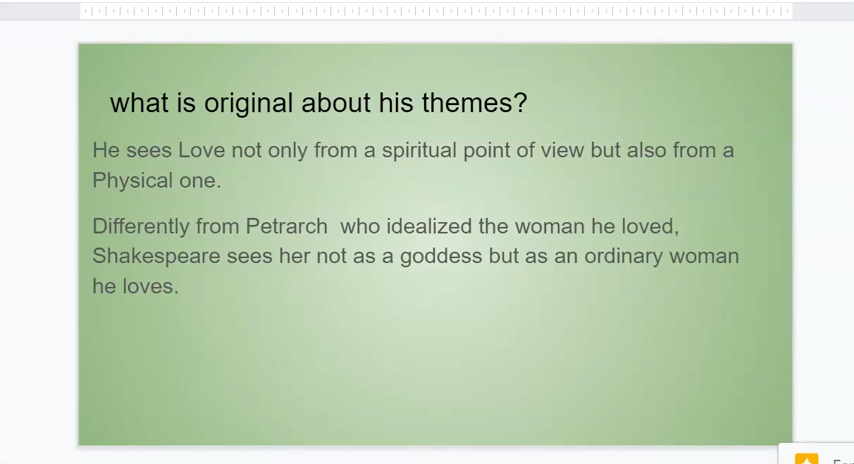 what is original about his themes?
He sees Love not only from a spiritual point of view but also from a
Physical one.
Differently from Petrarch  who idealized the woman he loved,
Shakespeare sees her not as a goddess but as an ordinary woman
he loves.